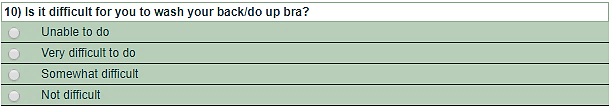 10) Is it difficult for you to wash your back/do up bra?
Unable to do
Very difficult to do
Somewhat difficult
Not difficult